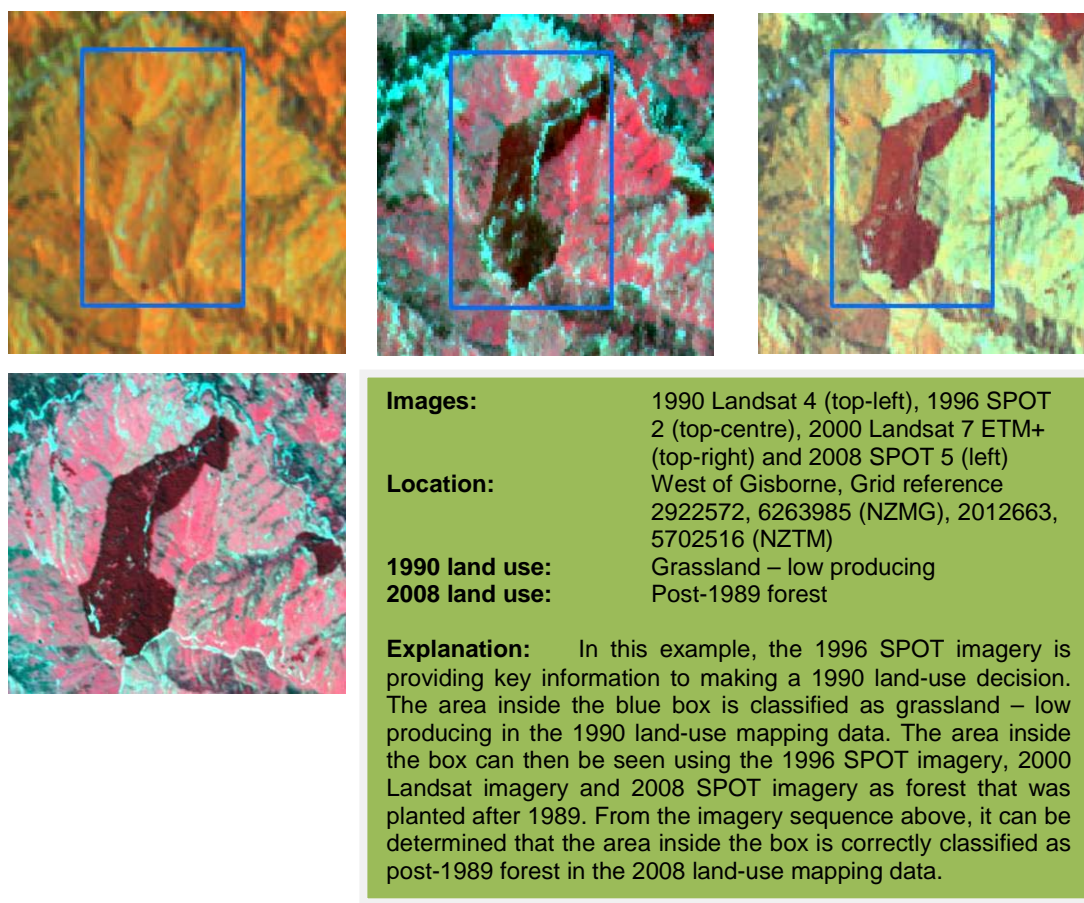 Images: 1990 Landsat 4 (top-left), 1996 SPOT
2 (top-centre), 2000 Landsat 7 ETM+
(top-right) and 2008 SPOT 5 (left)
Location: West of Gisborne, Grid reference
2922572, 6263985 (NZMG), 2012663,
5702516 (NZTM)
1990 land use: Grassland – low producing
2008 land use: Post-1989 forest
Explanation: In this example, the 1996 SPOT imagery is
providing key information to making a 1990 land-use decision.
The area inside the blue box is classified as grassland – low
producing in the 1990 land-use mapping data. The area inside
the box can then be seen using the 1996 SPOT imagery, 2000
Landsat imagery and 2008 SPOT imagery as forest that was
planted after 1989. From the imagery sequence above, it can be
determined that the area inside the box is correctly classified as
post-1989 forest in the 2008 land-use mapping data.